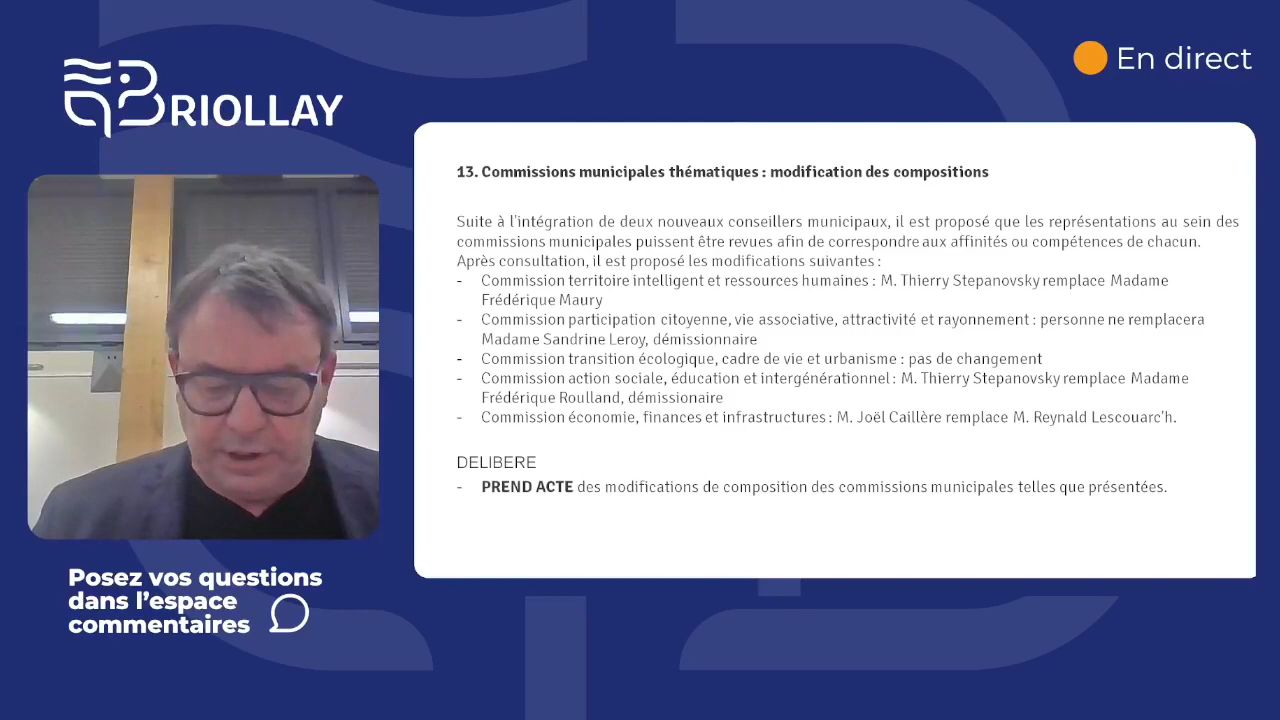 BRIOLLAY
En direct
13. Commissions municipales thématiques : modification des compositions
Suite à l'intégration de deux nouveaux conseillers municipaux, il est proposé que les représentations au sein des
commissions municipales puissent être revues afin de correspondre aux affinités ou compétences de chacun.
Après consultation, il est proposé les modifications suivantes :
- Commission territoire intelligent et ressources humaines : M. Thierry Stepanovsky remplace Madame
Frédérique Maury
- Commission participation citoyenne, vie associative, attractivité et rayonnement : personne ne remplacera
Madame Sandrine Leroy, démissionnaire
- Commission transition écologique, cadre de vie et urbanisme : pas de changement
- Commission action sociale, éducation et intergénérationnel : M. Thierry Stepanovsky remplace Madame
Frédérique Roulland, démissionaire
- Commission économie, finances et infrastructures : M. Joël Caillère remplace M. Reynald Lescouarc'h.
DELIBERE
- PREND ACTE des modifications de composition des commissions municipales telles que présentées.
Posez vos questions
dans l'espace
commentaires